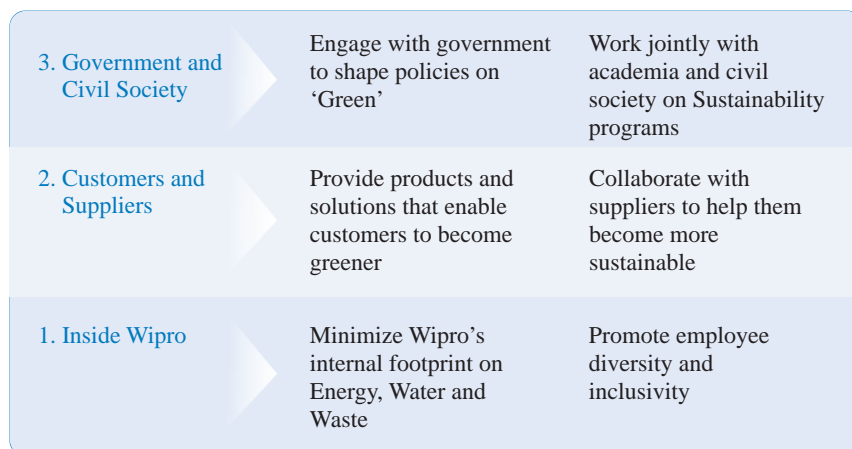 3. Government and
Civil Society
Engage with government
to shape policies on
‘Green’
Work jointly with
academia and civil
society on Sustainability
programs
2. Customers and
Suppliers
Provide products and
solutions that enable
customers to become
greener
Collaborate with
suppliers to help them
become more
sustainable
1. Inside Wipro
Minimize Wipro’s
internal footprint on
Energy, Water and
Waste
Promote employee
diversity and
inclusivity